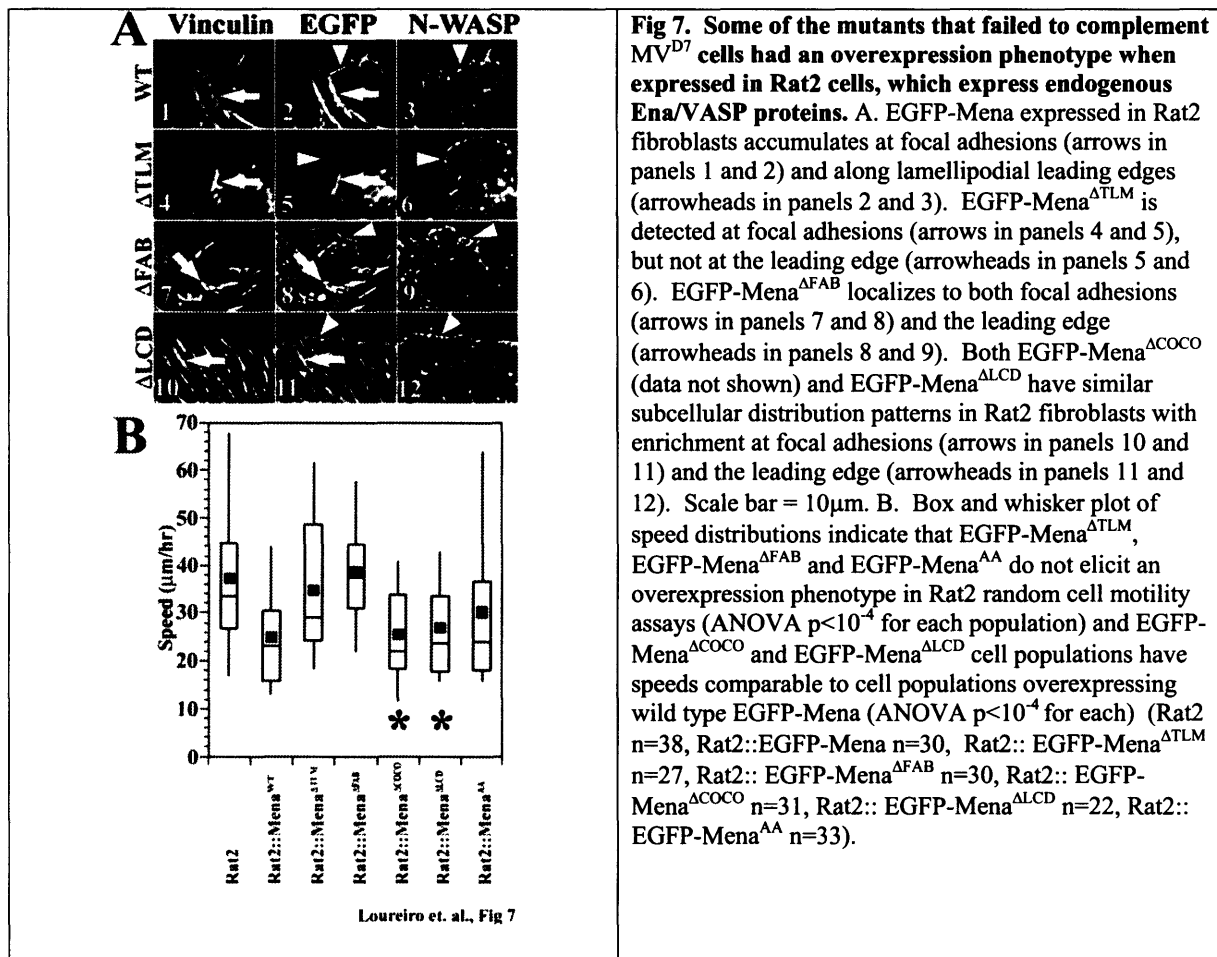 A
Vinculin EGFP N-WASP
WT
1 2 3
ΔTLM
4 5 6
ΔFAB
7 8 9
ΔLCD
10 11 12
B
Speed (µm/hr)
70
60
50
40
30
20
10
0
* *
Rat2
Rat2::Mena^WT
Rat2::Mena^ΔTLM
Rat2::Mena^ΔFAB
Rat2::Mena^ΔCOCO
Rat2::Mena^ΔLCD
Rat2::Mena^AA
Loureiro et. al., Fig 7
Fig 7. Some of the mutants that failed to complement
MV^D7 cells had an overexpression phenotype when
expressed in Rat2 cells, which express endogenous
Ena/VASP proteins. A. EGFP-Mena expressed in Rat2
fibroblasts accumulates at focal adhesions (arrows in
panels 1 and 2) and along lamellipodial leading edges
(arrowheads in panels 2 and 3). EGFP-Mena^ΔTLM is
detected at focal adhesions (arrows in panels 4 and 5),
but not at the leading edge (arrowheads in panels 5 and
6). EGFP-Mena^ΔFAB localizes to both focal adhesions
(arrows in panels 7 and 8) and the leading edge
(arrowheads in panels 8 and 9). Both EGFP-Mena^ΔCOCO
(data not shown) and EGFP-Mena^ΔLCD have similar
subcellular distribution patterns in Rat2 fibroblasts with
enrichment at focal adhesions (arrows in panels 10 and
11) and the leading edge (arrowheads in panels 11 and
12). Scale bar = 10µm. B. Box and whisker plot of
speed distributions indicate that EGFP-Mena^ΔTLM,
EGFP-Mena^ΔFAB and EGFP-Mena^AA do not elicit an
overexpression phenotype in Rat2 random cell motility
assays (ANOVA p<10^-4 for each population) and EGFP-
Mena^ΔCOCO and EGFP-Mena^ΔLCD cell populations have
speeds comparable to cell populations overexpressing
wild type EGFP-Mena (ANOVA p<10^-4 for each) (Rat2
n=38, Rat2::EGFP-Mena n=30, Rat2:: EGFP-Mena^ΔTLM
n=27, Rat2:: EGFP-Mena^ΔFAB n=30, Rat2:: EGFP-
Mena^ΔCOCO n=31, Rat2:: EGFP-Mena^ΔLCD n=22, Rat2::
EGFP-Mena^AA n=33).